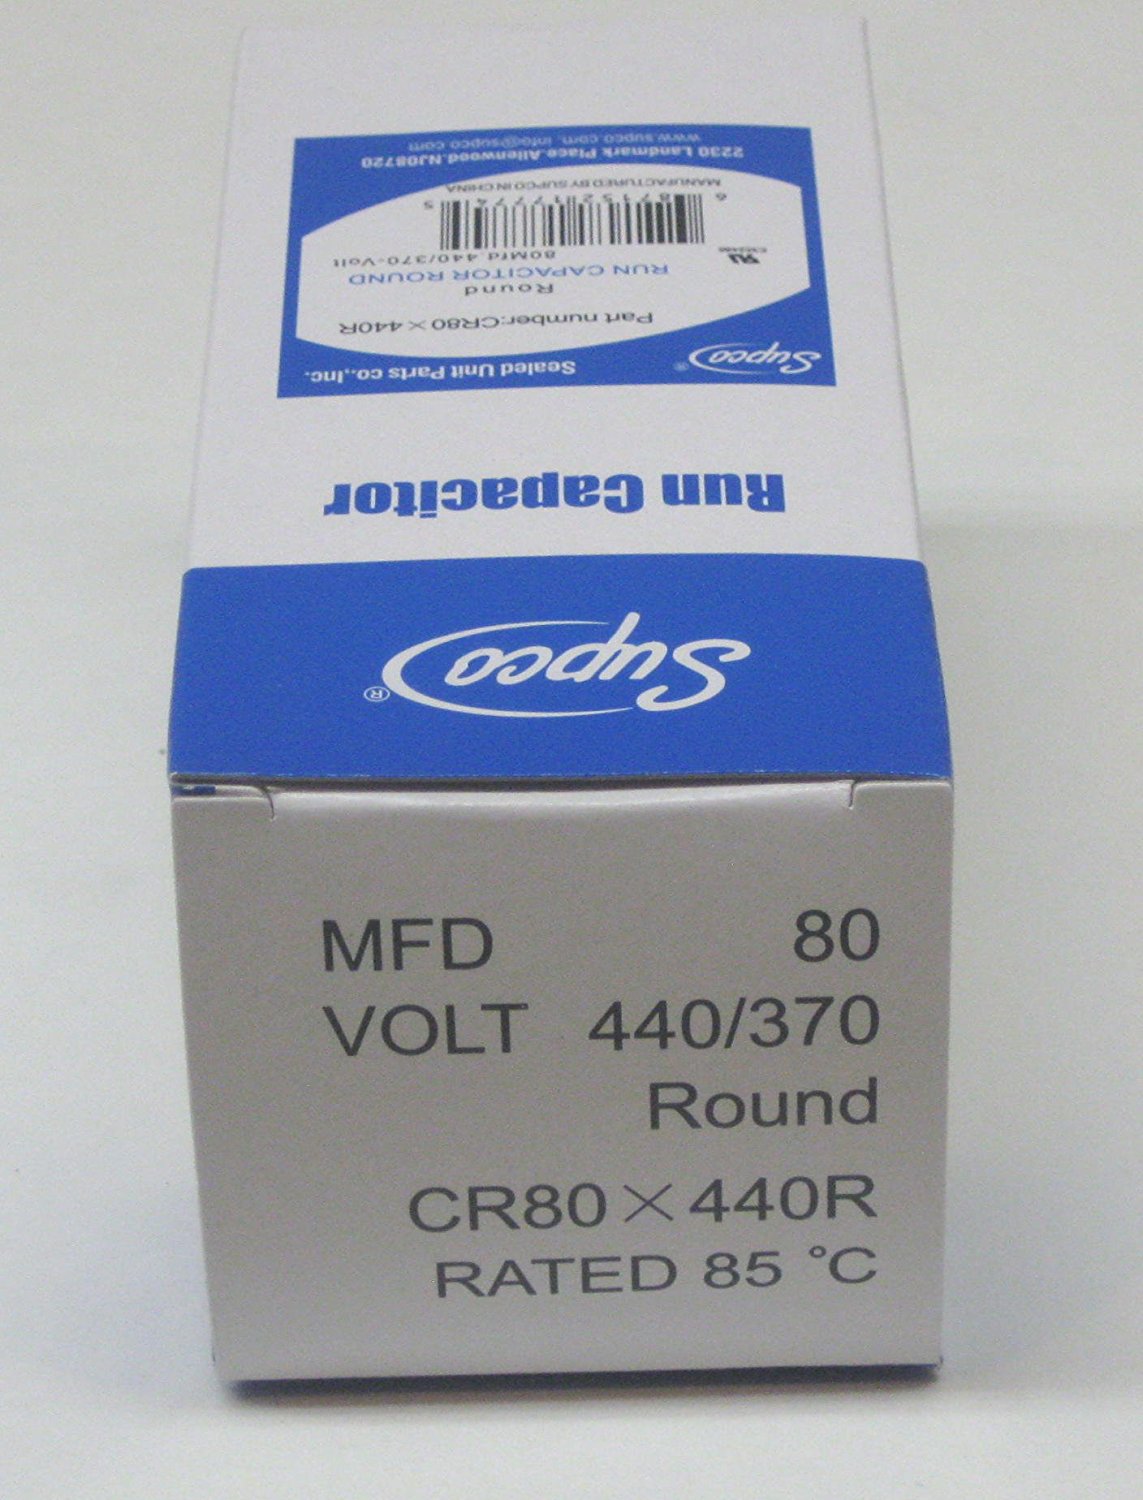 MFD 80
VOLT 440/370
Round
CR80×440R
RATED 85 °C
Supco®
Run Capacitor
Supco® Sealed Unit Parts co.,Inc.
Part number:CR80×440R
Round
RUN CAPACITOR ROUND
80Mfd 440/370-Volt
MANUFACTURED BY SUPCO IN CHINA
2230 Landmark Place.Allenwood.NJ08720
www.supco.com, info@supco com